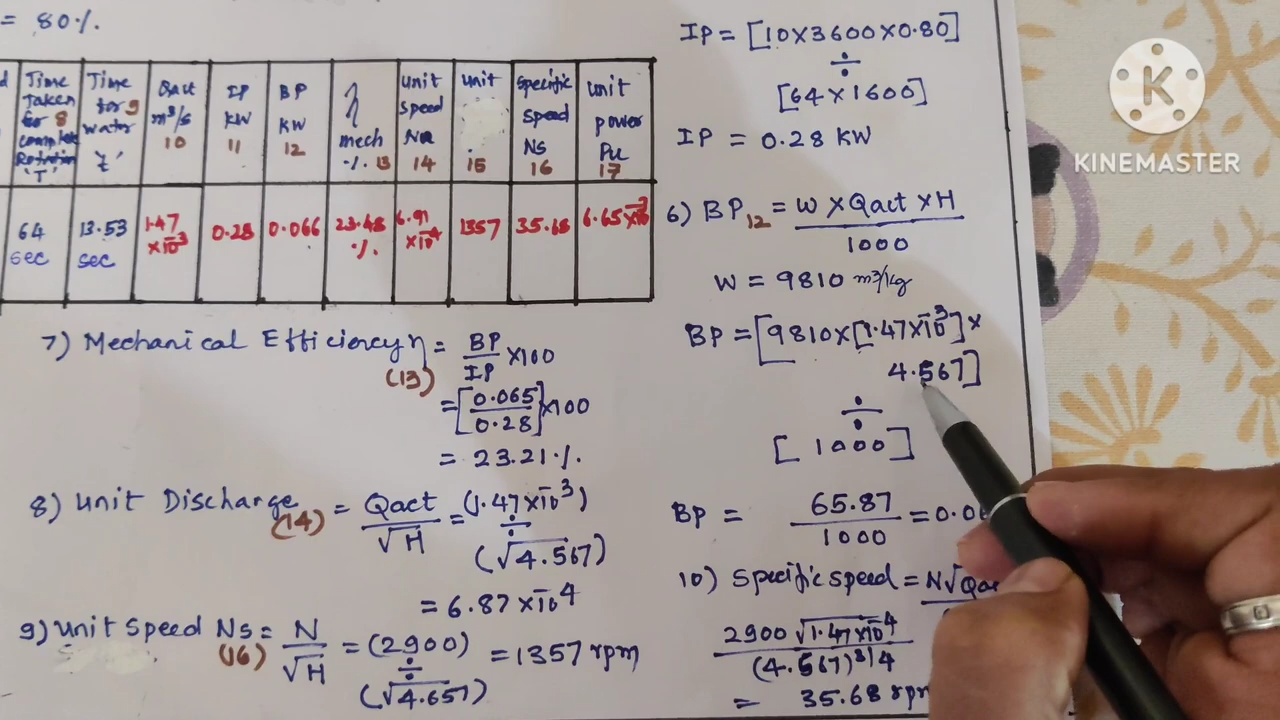 = 80%.
d
Time Taken for 8 complete Rotation 'T'
Time for 9 water 'z'
Qact m³/s 10
IP KW 11
BP KW 12
η mech % 13
Unit Speed Na 14
Unit 15
Specific Speed NS 16
Unit power Pu 17
64 sec
13.53 sec
1.47 ×10⁻³
0.28
0.066
23.48 %.
6.91 ×10⁻⁴
1357
35.68
6.65×10⁻³
IP = [10×3600×0.80]
÷
[64×1600]
IP = 0.28 KW
6) BP₁₂ = W×Qact×H / 1000
W = 9810 m³/kg
BP = [9810×[1.47×10⁻³]×
4.567]
÷
[1000]
BP = 65.87 / 1000 =
7) Mechanical Efficiency η = BP / IP ×100
(13)
= [0.065 / 0.28] ×100
= 23.21%.
8) Unit Discharge = Qact / √H = (1.47×10⁻³)
(14)
÷
(√4.567)
= 6.87×10⁻⁴
9) Unit Speed Ns = N / √H = (2900) ÷ (√4.657) = 1357 rpm
(16)
10) Specific speed =
2900 √1.47×10⁻⁴ / (4.567)³/⁴
= 35.68 rpm
K
KINEMASTER